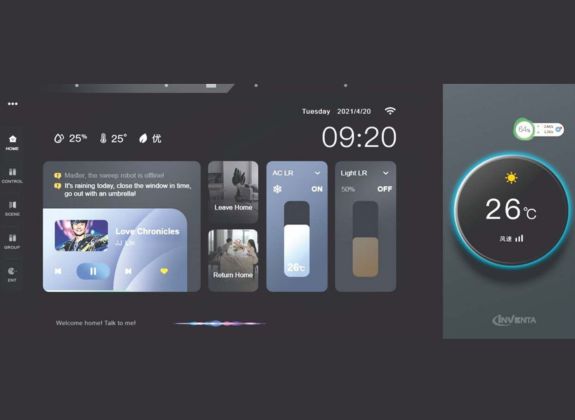 Tuesday 2021/4/20
25% 25° 优
09:20
HOME
CONTROL
SCENE
GROUP
ENT
Master, the sweep robot is offline!
It's raining today, close the window in time,
go out with an umbrella!
Love Chronicles
JJ Lin
Leave Home
Return Home
AC LR
ON
26°C
Light LR
50% OFF
Welcome home! Talk to me!
64%
26°C
风速
INVENTA